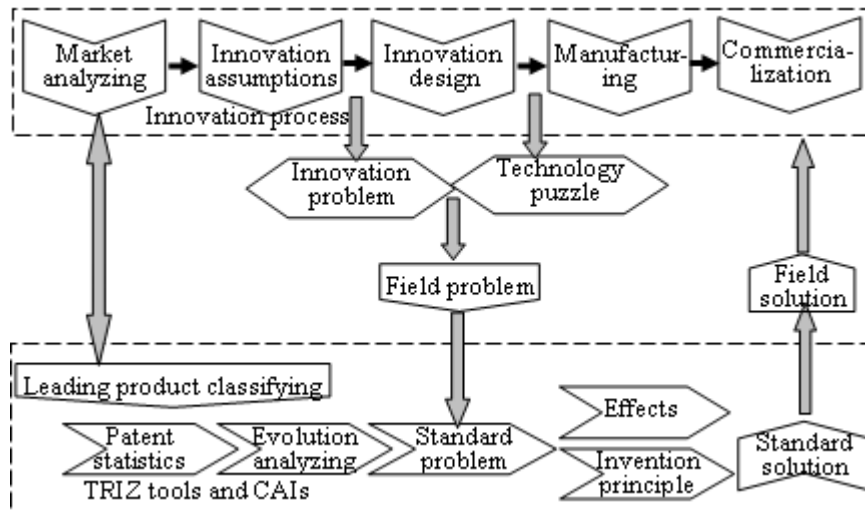 Market
analyzing
Innovation
assumptions
Innovation
design
Manufactur-
ing
Commercia-
lization
Innovation process
Innovation
problem
Technology
puzzle
Field problem
Field
solution
Leading product classifying
Patent
statistics
Evolution
analyzing
Standard
problem
Effects
Invention
principle
Standard
solution
TRIZ tools and CAIs